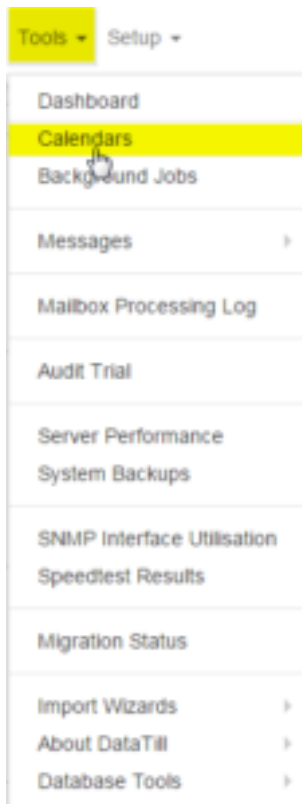 Tools Setup
Dashboard
Calendars
Background Jobs
Messages
Mailbox Processing Log
Audit Trial
Server Performance
System Backups
SNMP Interface Utilisation
Speedtest Results
Migration Status
Import Wizards
About DataTill
Database Tools